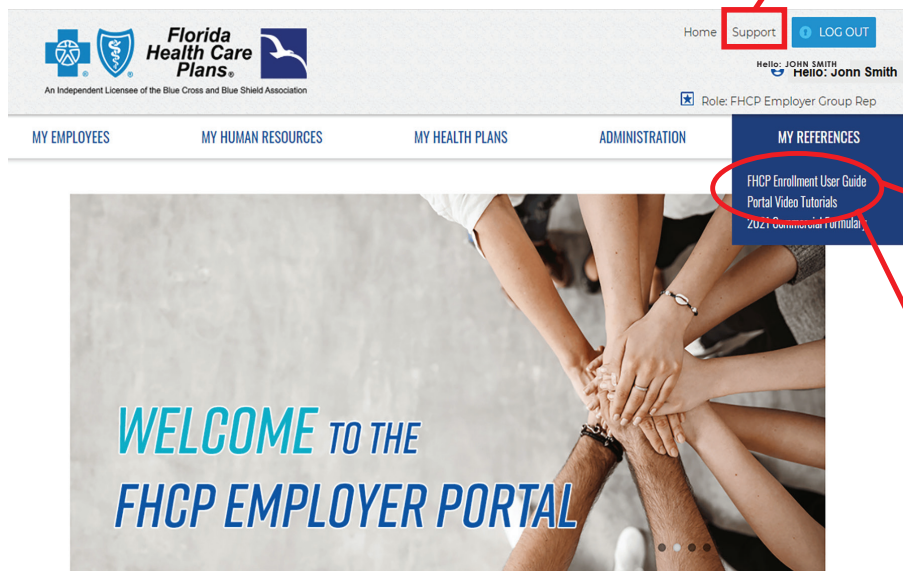 Florida
Health Care
Plans®
An Independent Licensee of the Blue Cross and Blue Shield Association
Home Support LOG OUT
Hello: JOHN SMITH
Hello: John Smith
Role: FHCP Employer Group Rep
MY EMPLOYEES MY HUMAN RESOURCES MY HEALTH PLANS ADMINISTRATION MY REFERENCES
FHCP Enrollment User Guide
Portal Video Tutorials
2021 Commercial Formulary
WELCOME TO THE
FHCP EMPLOYER PORTAL